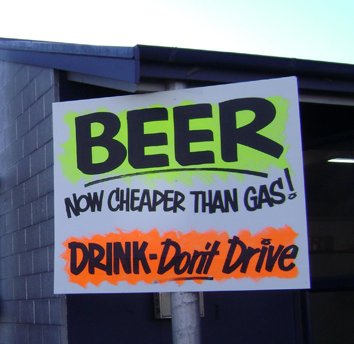 BEER
NOW CHEAPER THAN GAS!
DRINK-Don't Drive